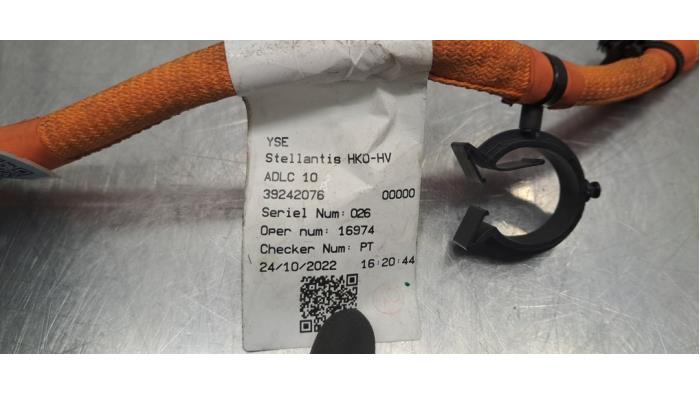 YSE
Stellantis HKO-HV
ADLC 10
39242076 00000
Seriel Num: 026
Oper num: 16974
Checker Num: PT
24/10/2022 16:20:44